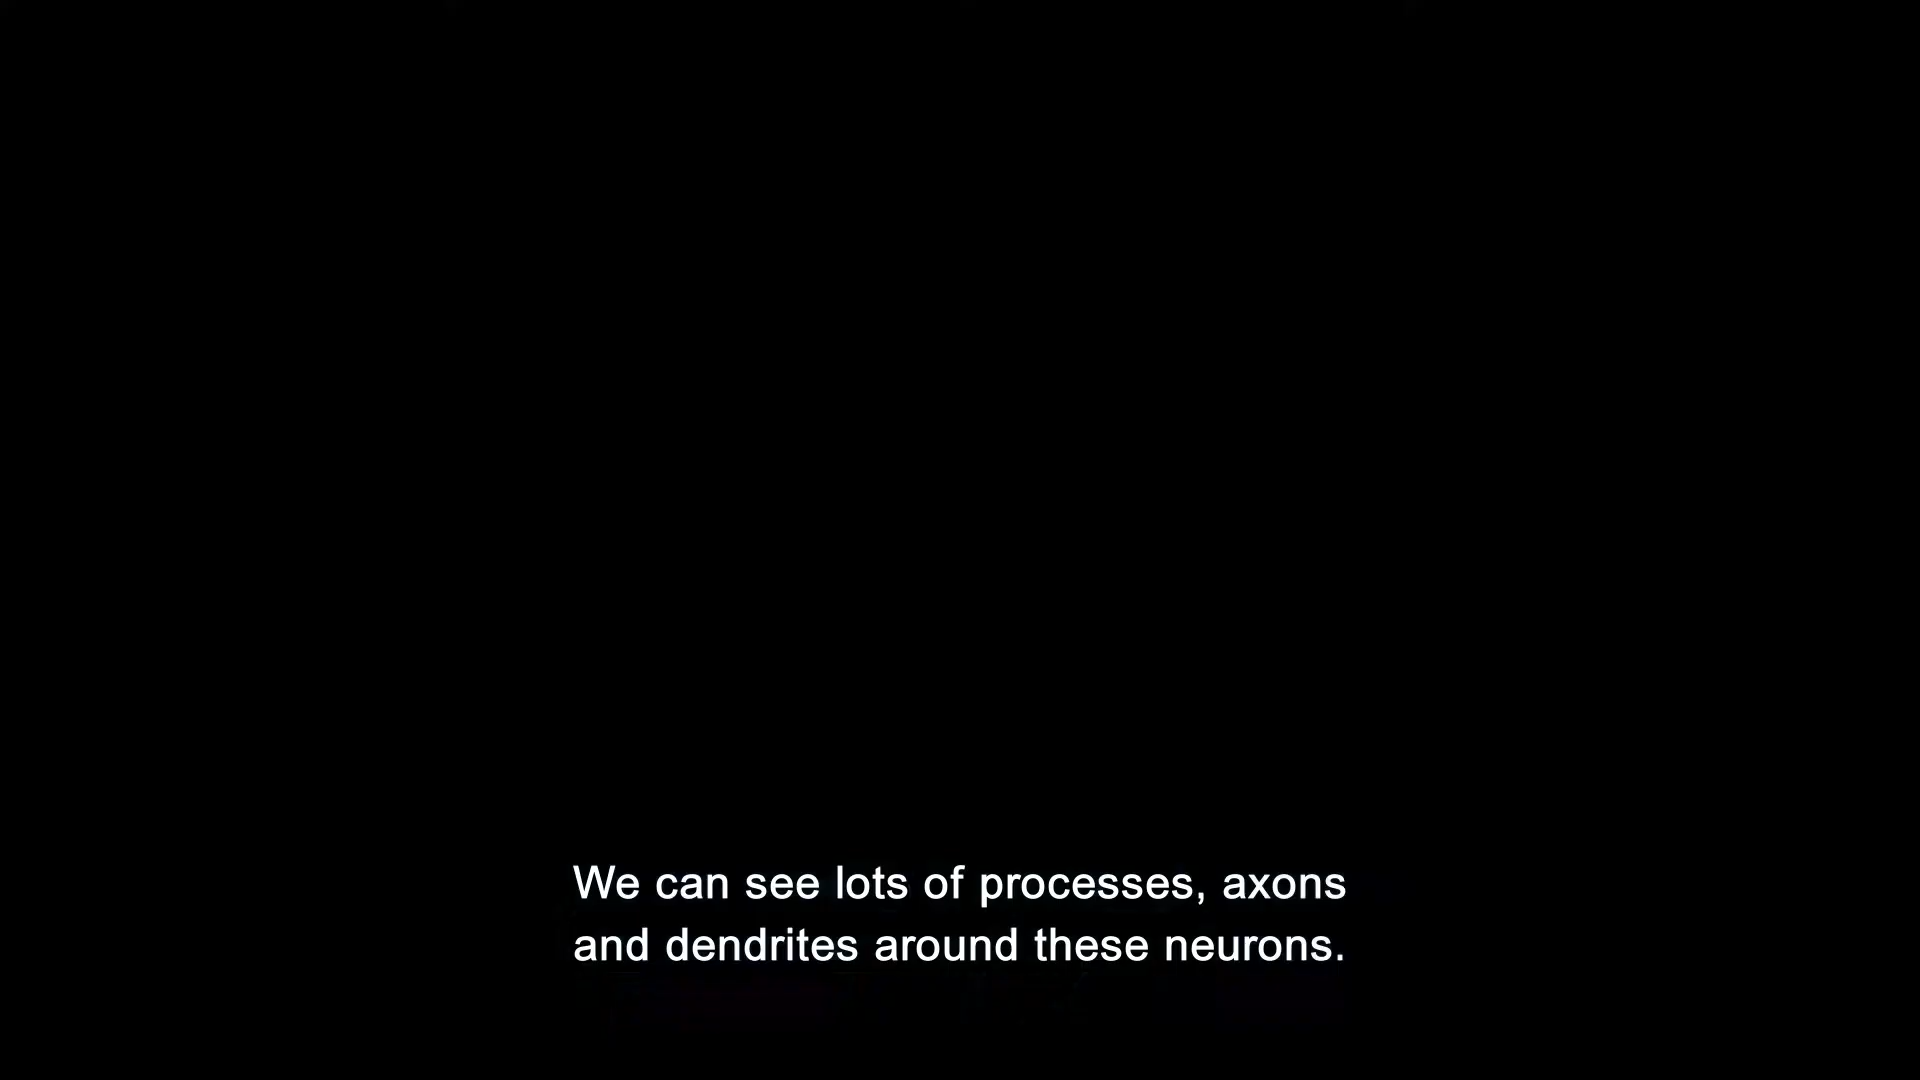 We can see lots of processes, axons
and dendrites around these neurons.